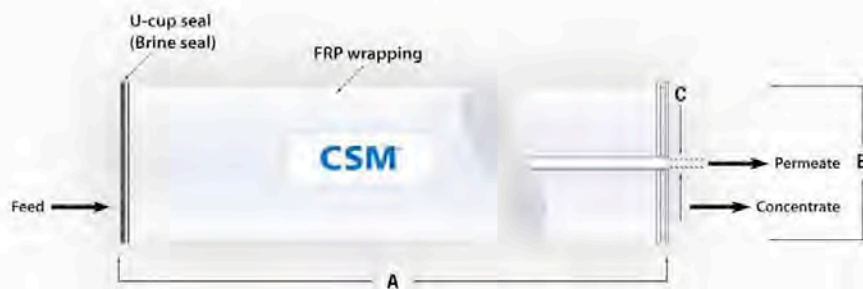 U-cup seal
(Brine seal)
FRP wrapping
C
CSM
Permeate
B
Feed
Concentrate
A